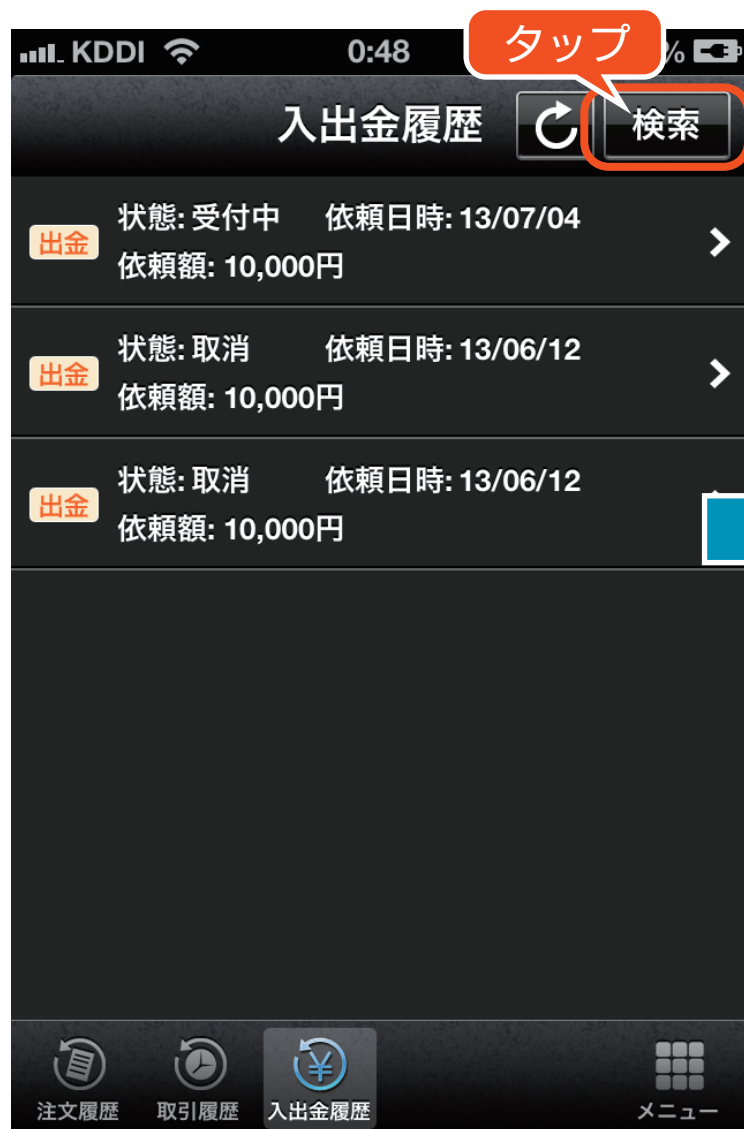 タップ
KDDI 0:48 %
入出金履歴 検索
出金
状態: 受付中 依頼日時: 13/07/04
依頼額: 10,000円
出金
状態: 取消 依頼日時: 13/06/12
依頼額: 10,000円
出金
状態: 取消 依頼日時: 13/06/12
依頼額: 10,000円
¥
注文履歴 取引履歴 入出金履歴 メニュー